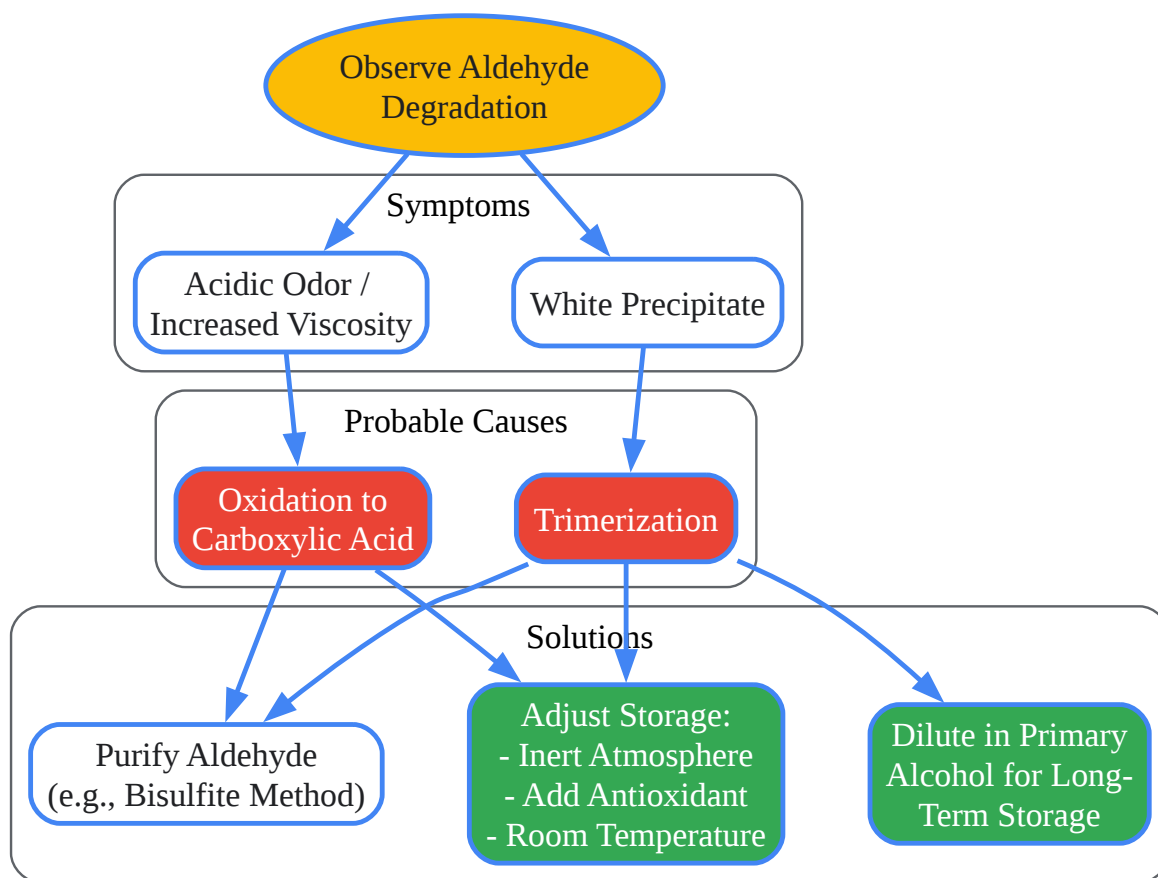 Observe Aldehyde
Degradation
Symptoms
Acidic Odor /
Increased Viscosity
White Precipitate
Probable Causes
Oxidation to
Carboxylic Acid
Trimerization
Solutions
Purify Aldehyde
(e.g., Bisulfite Method)
Adjust Storage:
- Inert Atmosphere
- Add Antioxidant
- Room Temperature
Dilute in Primary
Alcohol for Long-
Term Storage